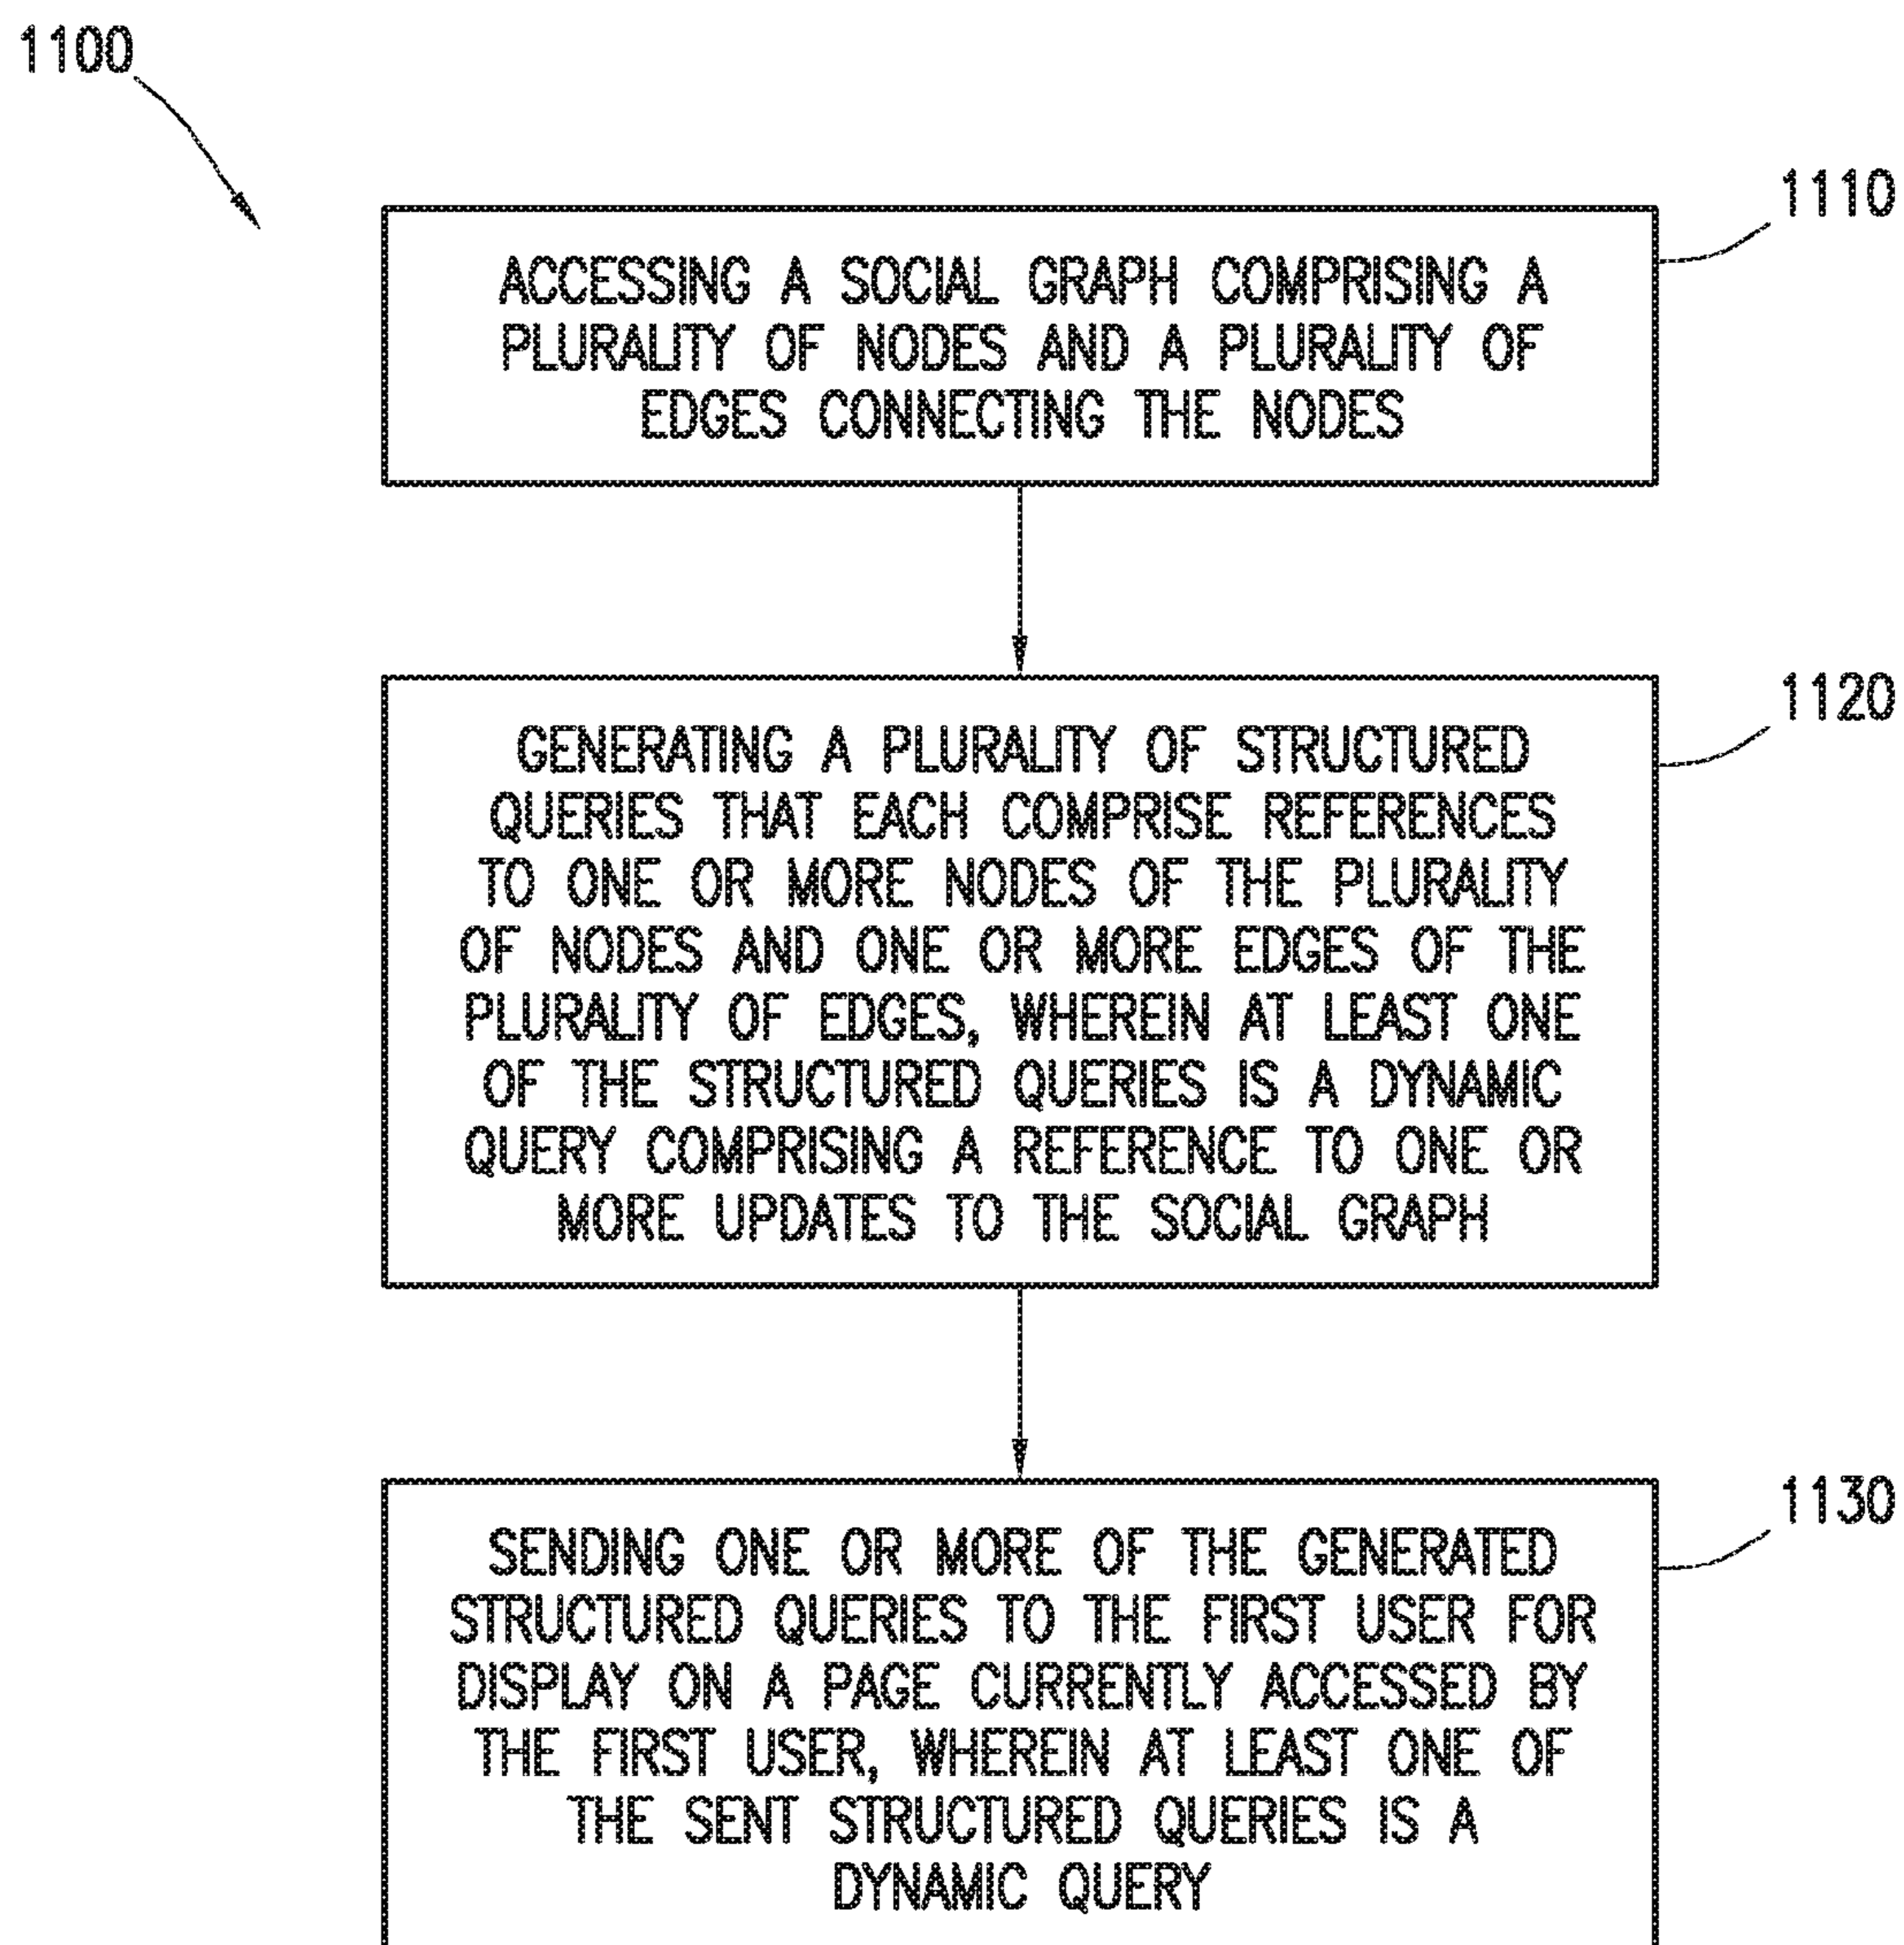 1100
1110
ACCESSING A SOCIAL GRAPH COMPRISING A
PLURALITY OF NODES AND A PLURALITY OF
EDGES CONNECTING THE NODES
1120
GENERATING A PLURALITY OF STRUCTURED
QUERIES THAT EACH COMPRISE REFERENCES
TO ONE OR MORE NODES OF THE PLURALITY
OF NODES AND ONE OR MORE EDGES OF THE
PLURALITY OF EDGES, WHEREIN AT LEAST ONE
OF THE STRUCTURED QUERIES IS A DYNAMIC
QUERY COMPRISING A REFERENCE TO ONE OR
MORE UPDATES TO THE SOCIAL GRAPH
1130
SENDING ONE OR MORE OF THE GENERATED
STRUCTURED QUERIES TO THE FIRST USER FOR
DISPLAY ON A PAGE CURRENTLY ACCESSED BY
THE FIRST USER, WHEREIN AT LEAST ONE OF
THE SENT STRUCTURED QUERIES IS A
DYNAMIC QUERY